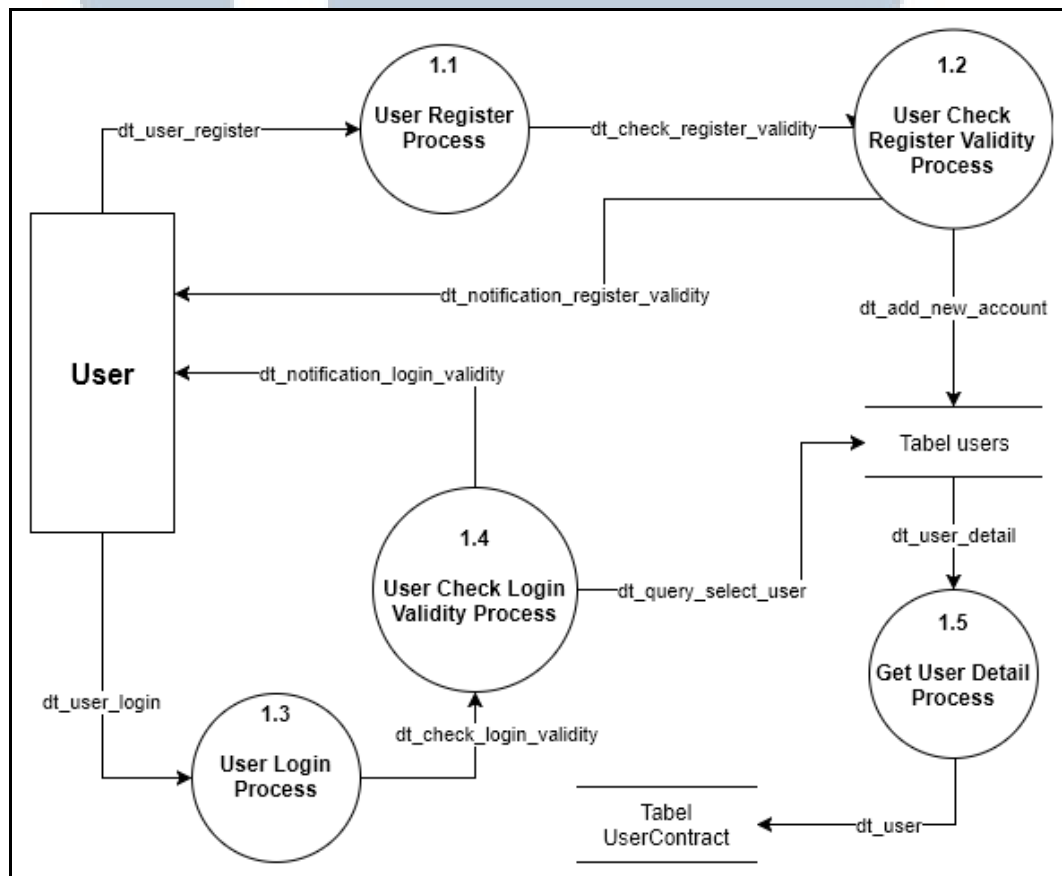 1.1
User Register
Process
1.2
User Check
Register Validity
Process
dt_user_register
dt_check_register_validity
dt_notification_register_validity
dt_add_new_account
User
dt_notification_login_validity
Tabel users
1.4
User Check Login
Validity Process
dt_query_select_user
dt_user_detail
1.5
Get User Detail
Process
dt_user_login
1.3
User Login
Process
dt_check_login_validity
Tabel
UserContract
dt_user